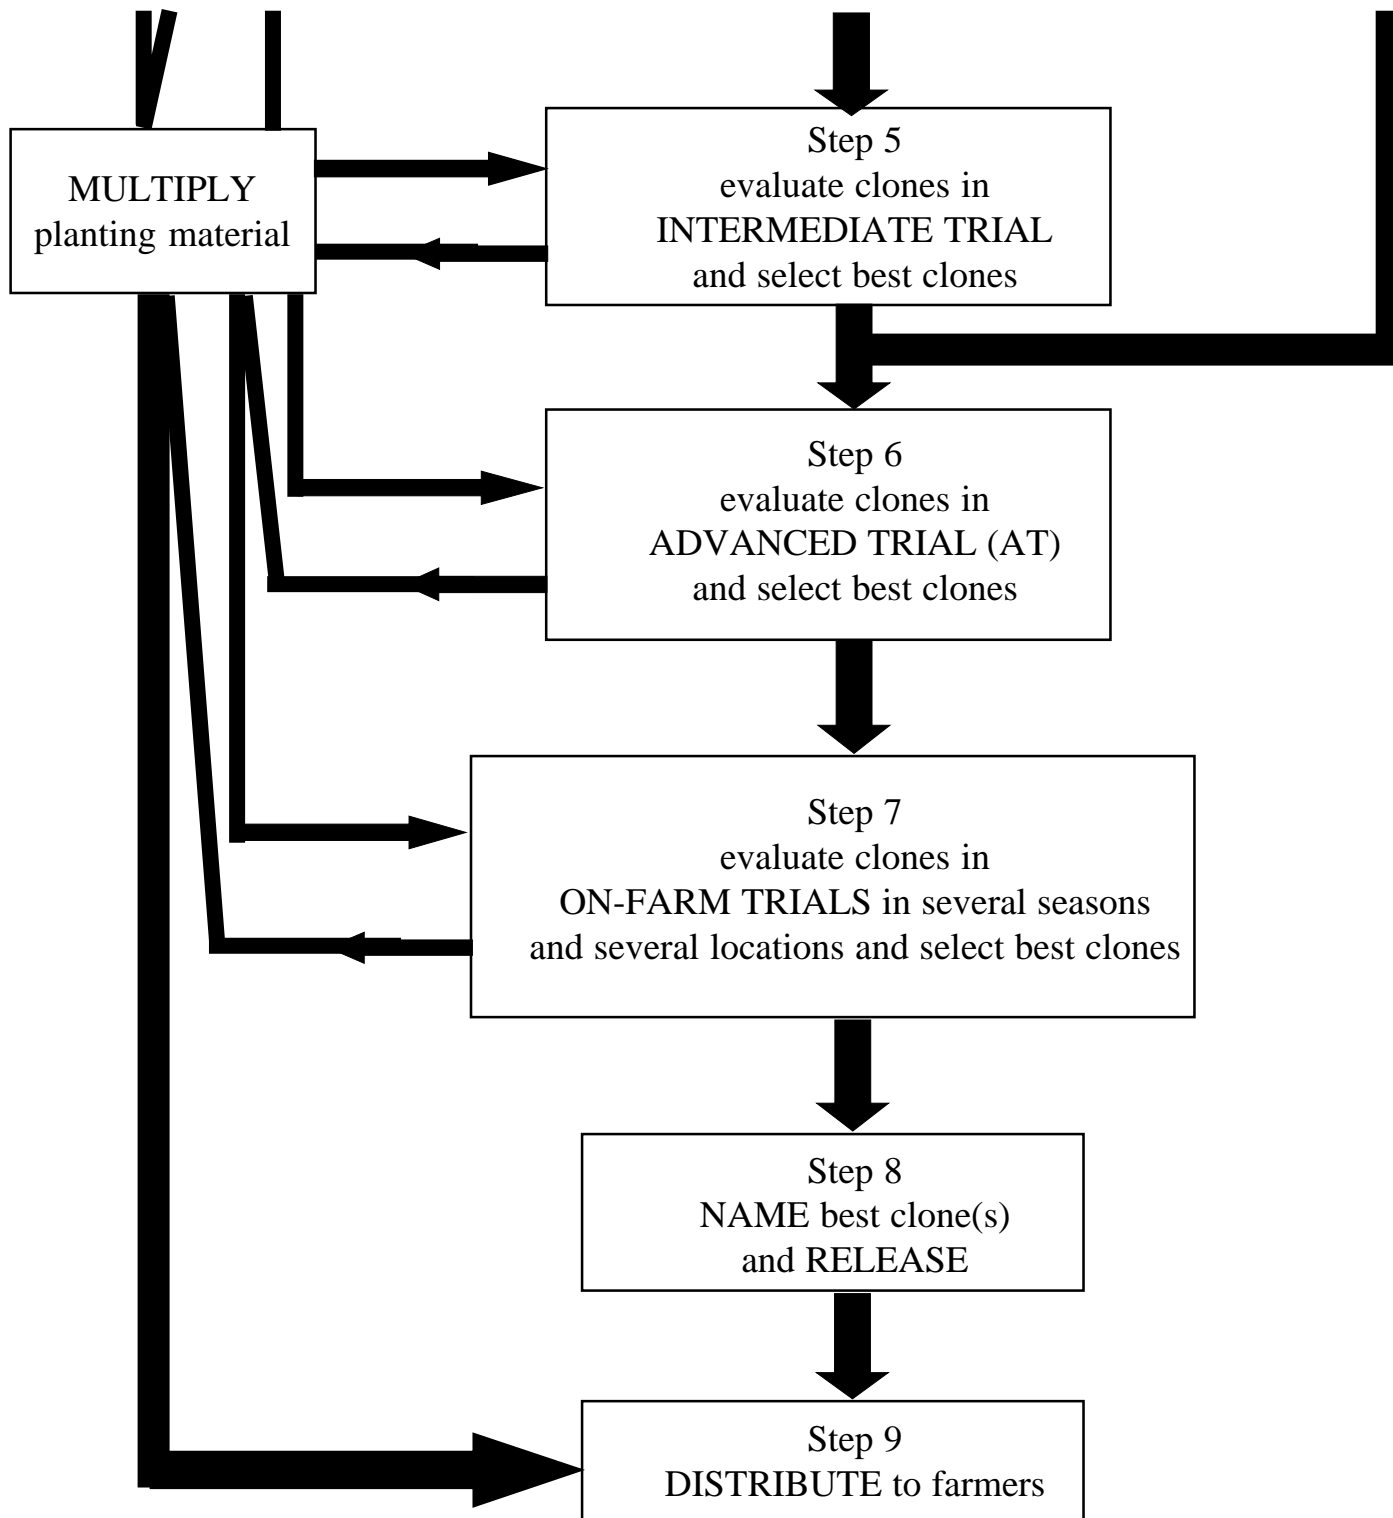 Step 5
evaluate clones in
INTERMEDIATE TRIAL
and select best clones
MULTIPLY
planting material
Step 6
evaluate clones in
ADVANCED TRIAL (AT)
and select best clones
Step 7
evaluate clones in
ON-FARM TRIALS in several seasons
and several locations and select best clones
Step 8
NAME best clone(s)
and RELEASE
Step 9
DISTRIBUTE to farmers